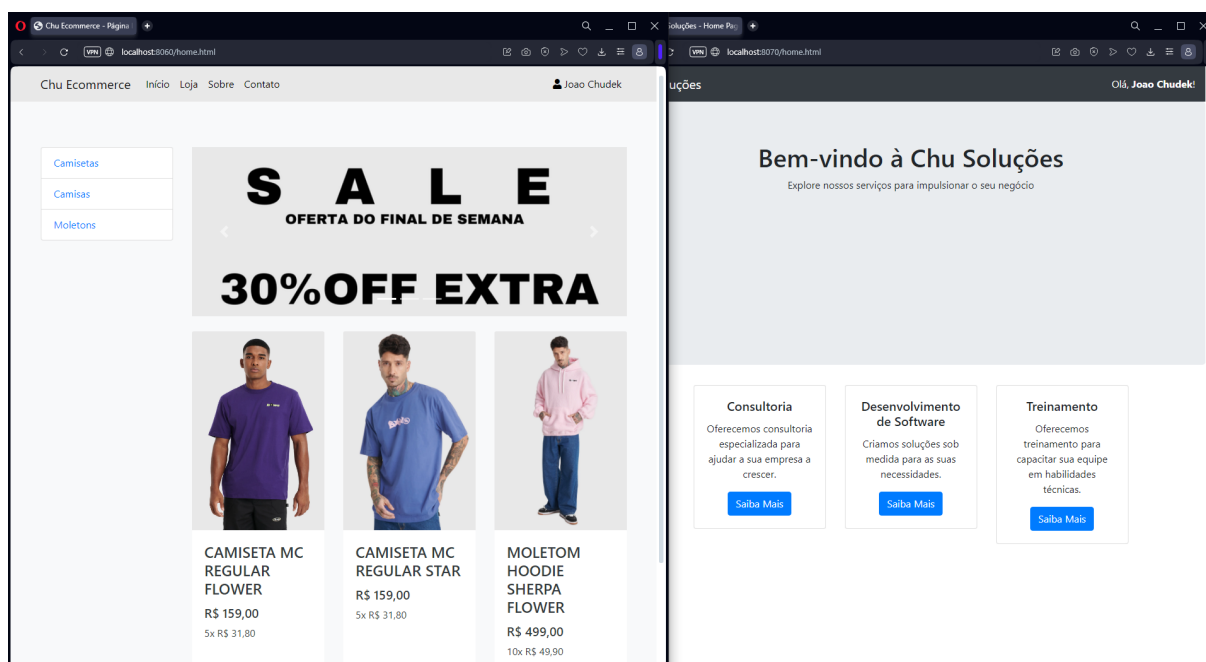 Chu Ecommerce - Página
VPN localhost:8060/home.html
Chu Ecommerce Início Loja Sobre Contato Joao Chudek
Camisetas
Camisas
Moletons
SALE
OFERTA DO FINAL DE SEMANA
30%OFF EXTRA
CAMISETA MC
REGULAR
FLOWER
R$ 159,00
5x R$ 31,80
CAMISETA MC
REGULAR STAR
R$ 159,00
5x R$ 31,80
MOLETOM
HOODIE
SHERPA
FLOWER
R$ 499,00
10x R$ 49,90
Soluções - Home Pag
VPN localhost:8070/home.html
uções Olá, Joao Chudek!
Bem-vindo à Chu Soluções
Explore nossos serviços para impulsionar o seu negócio
Consultoria
Oferecemos consultoria
especializada para
ajudar a sua empresa a
crescer.
Saiba Mais
Desenvolvimento
de Software
Criamos soluções sob
medida para as suas
necessidades.
Saiba Mais
Treinamento
Oferecemos
treinamento para
capacitar sua equipe
em habilidades
técnicas.
Saiba Mais